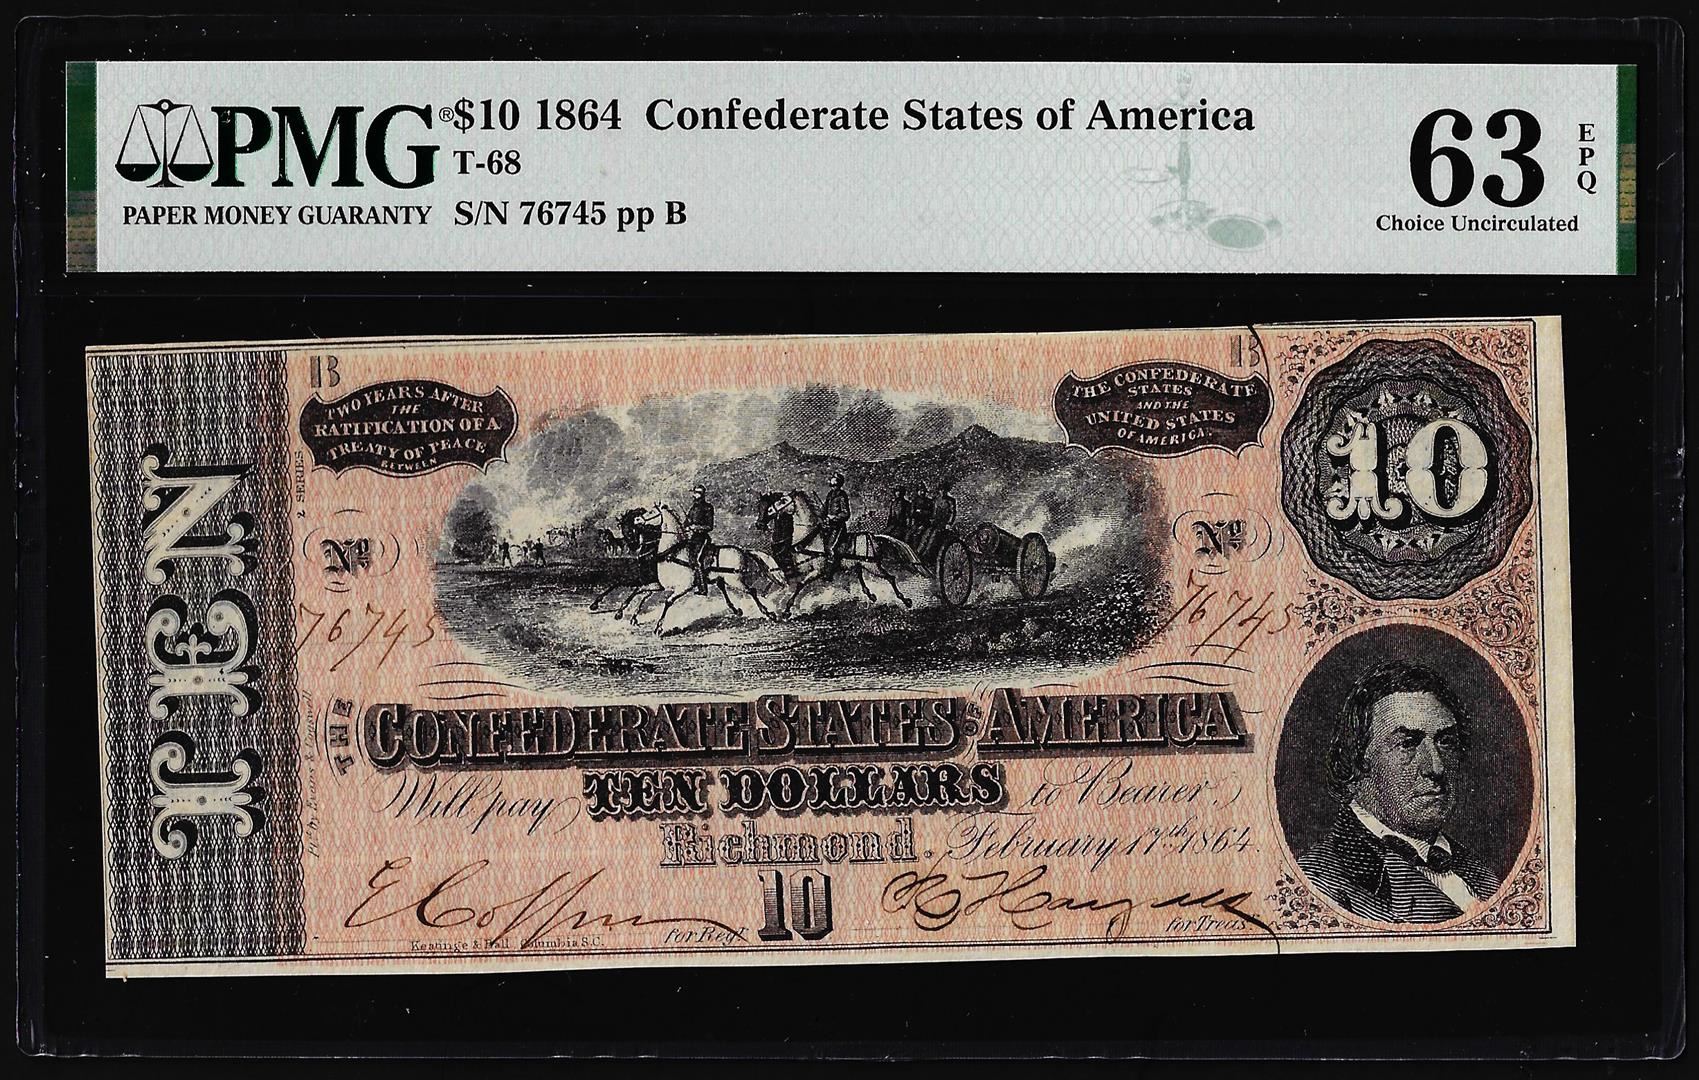 PMG® $10 1864 Confederate States of America
T-68
PAPER MONEY GUARANTY S/N 76745 pp B
63 EPQ
Choice Uncirculated
B
B
TWO YEARS AFTER
THE
RATIFICATION OF A
TREATY OF PEACE
BETWEEN
THE CONFEDERATE
STATES
AND THE
UNITED STATES
OF AMERICA
10
2 SERIES.
TEN
No
76745
No
76745
THE
CONFEDERATE STATES OF AMERICA
Will pay TEN DOLLARS to Bearer.
Richmond. February 17th 1864.
10
for Regr
for Treas.
Keatinge & Ball Columbia S.C.